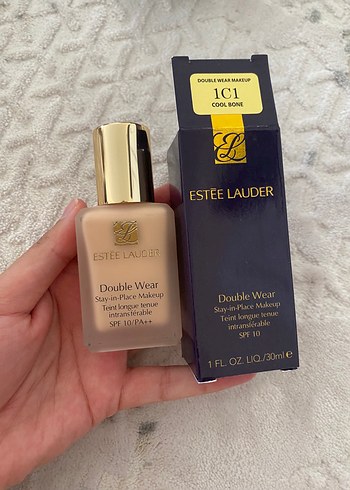 ESTĒE LAUDER
Double Wear
Stay-in-Place Makeup
Teint longue tenue
intransférable
SPF 10/PA++
DOUBLE WEAR MAKEUP
1C1
COOL BONE
ESTĒE LAUDER
Double Wear
Stay-in-Place Makeup
Teint longue tenue
intransférable
SPF 10
1 FL. OZ. LIQ./30ml ℮